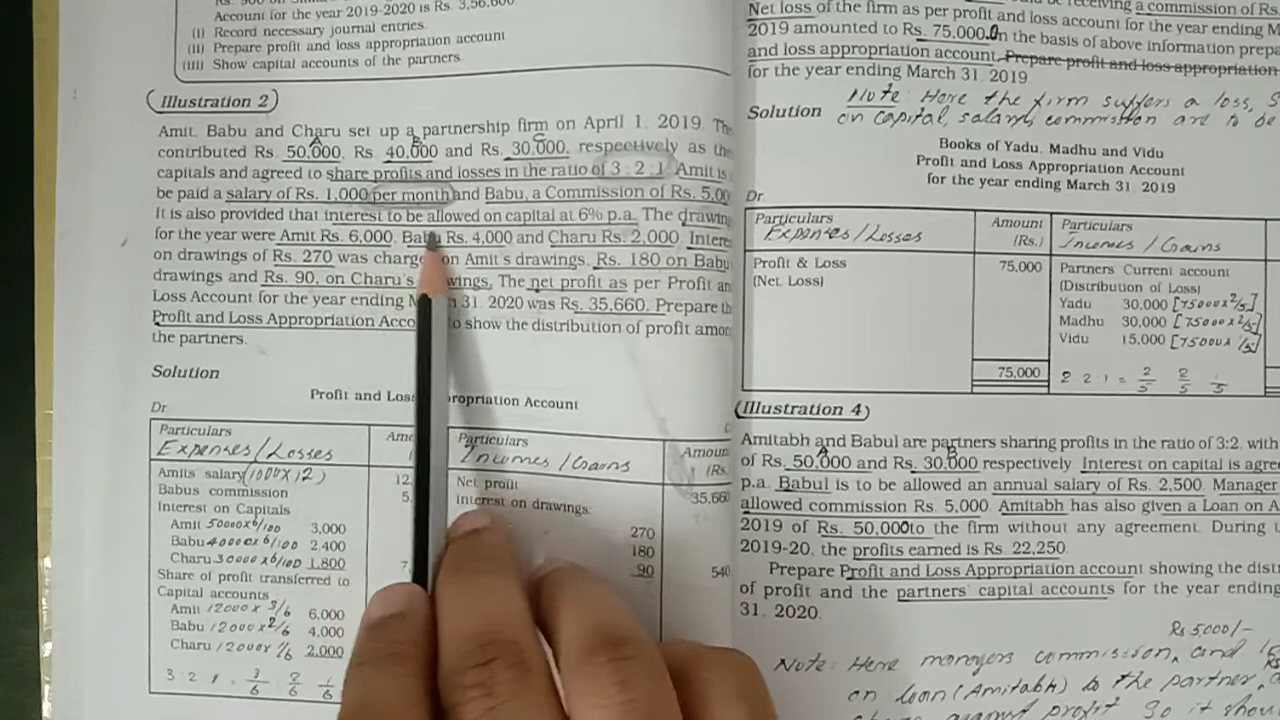 Account for the year 2019-2020 is Rs. 3,56,600
(i) Record necessary journal entries.
(ii) Prepare profit and loss appropriation account
(iii) Show capital accounts of the partners.
Illustration 2
Amit, Babu and Charu set up a partnership firm on April 1, 2019. The
contributed Rs. 50,000, Rs. 40,000 and Rs. 30,000, respectively as the
capitals and agreed to share profits and losses in the ratio of 3 : 2 : 1. Amit is
be paid a salary of Rs. 1,000 per month and Babu, a Commission of Rs. 5,00
It is also provided that interest to be allowed on capital at 6% p.a. The drawin
for the year were Amit Rs. 6,000, Babu Rs. 4,000 and Charu Rs. 2,000. Intere
on drawings of Rs. 270 was charge on Amit's drawings, Rs. 180 on Babu
drawings and Rs. 90, on Charu's wings. The net profit as per Profit an
Loss Account for the year ending M 31, 2020 was Rs. 35,660. Prepare th
Profit and Loss Appropriation Acco to show the distribution of profit amon
the partners.
Solution
Profit and Loss ropriation Account
Dr.
Particulars Particulars Amoun
Expenses/Losses Incomes/Gains (Rs.
Amits salary (1000x12) 12, Net profit 35,660
Babus commission 5, Interest on drawings:
Interest on Capitals
Amit 50000x6/100 3,000 270
Babu 40000x6/100 2,400 180
Charu 30000x6/100 1,800 7, 90 540
Share of profit transferred to
Capital accounts
Amit 12000x 3/6 6,000
Babu 12000x2/6 4,000
Charu 12000x 1/6 2,000
3:2 1 = 3/6 2/6 1/6
Net loss of the firm as per profit and loss account for the year ending M
2019 amounted to Rs. 75,000. On the basis of above information prepa
and loss appropriation account. Prepare profit and loss appropriation
for the year ending March 31, 2019.
Solution Note: Here the firm suffers a loss, S
on capital, salary, commission are to be
Books of Yadu, Madhu and Vidu
Profit and Loss Appropriation Account
for the year ending March 31, 2019
Dr
Particulars Amount Particulars
Expenses/Losses (Rs.) Incomes/Gains
Profit & Loss 75,000 Partners Current account
(Net Loss) (Distribution of Loss)
Yadu 30,000 [75000x2/5]
Madhu 30,000 [75000x2/5]
Vidu 15,000 [75000x1/5]
75,000 2 2 1 = 2/5 2/5 1/5
Illustration 4
Amitabh and Babul are partners sharing profits in the ratio of 3:2, with
of Rs. 50,000 and Rs. 30,000 respectively. Interest on capital is agre
p.a. Babul is to be allowed an annual salary of Rs. 2,500. Manager
allowed commission Rs. 5,000. Amitabh has also given a Loan on A
2019 of Rs. 50,000to the firm without any agreement. During t
2019-20, the profits earned is Rs. 22,250.
Prepare Profit and Loss Appropriation account showing the dist
of profit and the partners' capital accounts for the year ending
31, 2020.
Rs 5,000/-
Note: Here managers commission, and
on loan (Amitabh) to the partner,
against profit so it shou